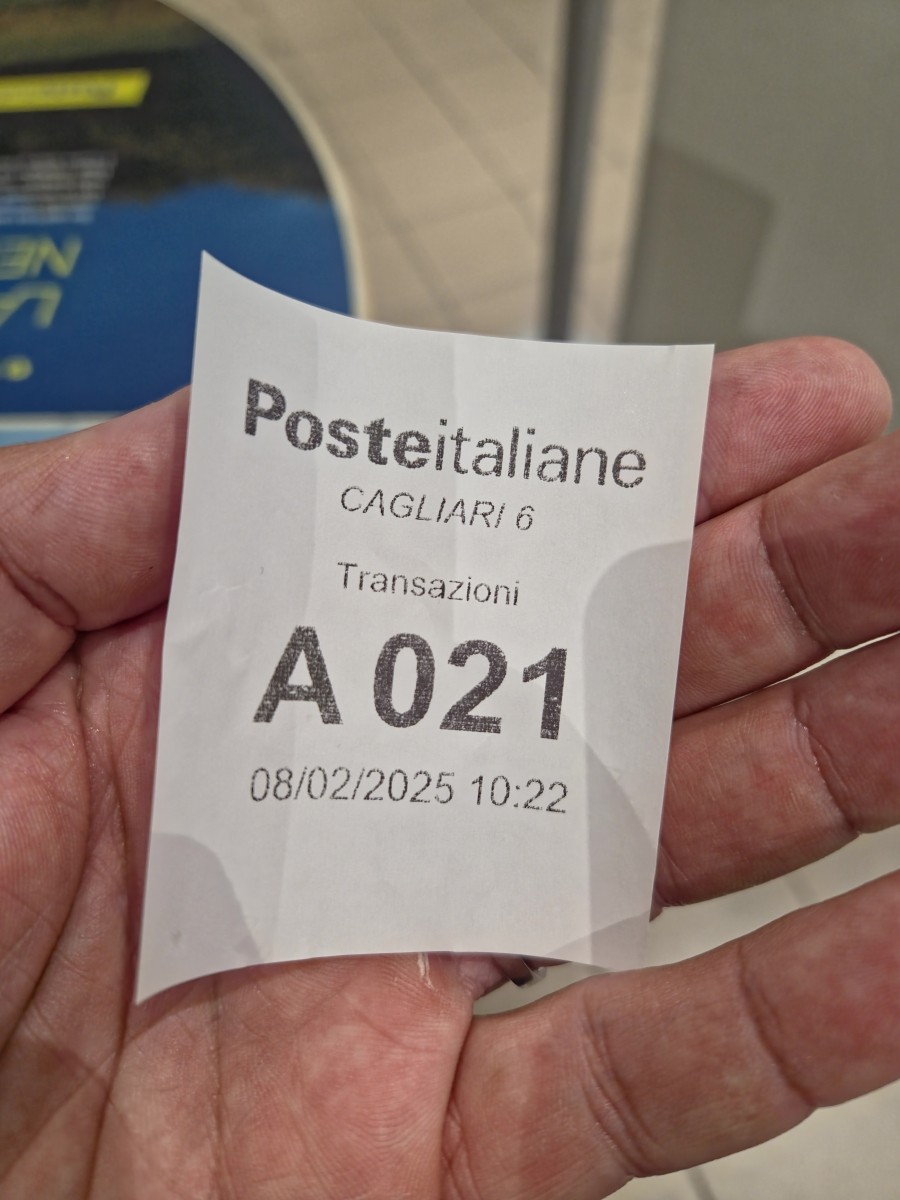 Posteitaliane
CAGLIARI 6
Transazioni
A 021
08/02/2025 10:22